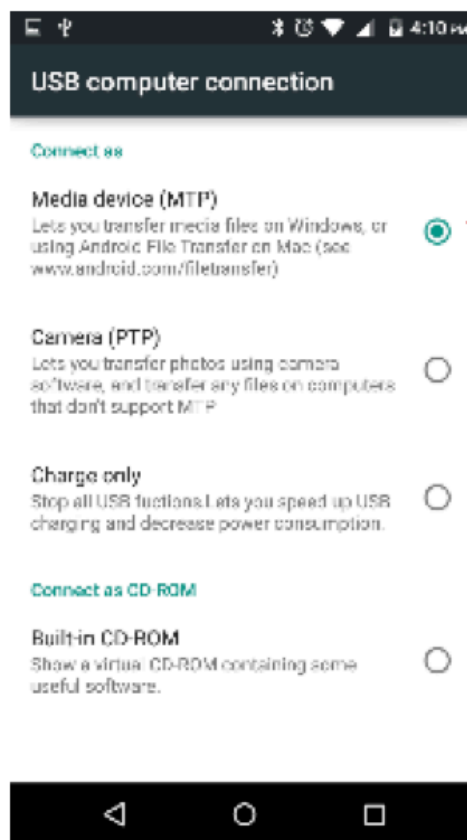 4:10 PM
USB computer connection
Connect as
Media device (MTP)
Lets you transfer media files on Windows, or
using Android File Transfer on Mac (see
www.android.com/filetransfer)
Camera (PTP)
Lets you transfer photos using camera
software, and transfer any files on computers
that don't support MTP
Charge only
Stop all USB fuctions.Lets you speed up USB
charging and decrease power consumption.
Connect as CD-ROM
Built-in CD-ROM
Show a virtual CD-ROM containing some
useful software.